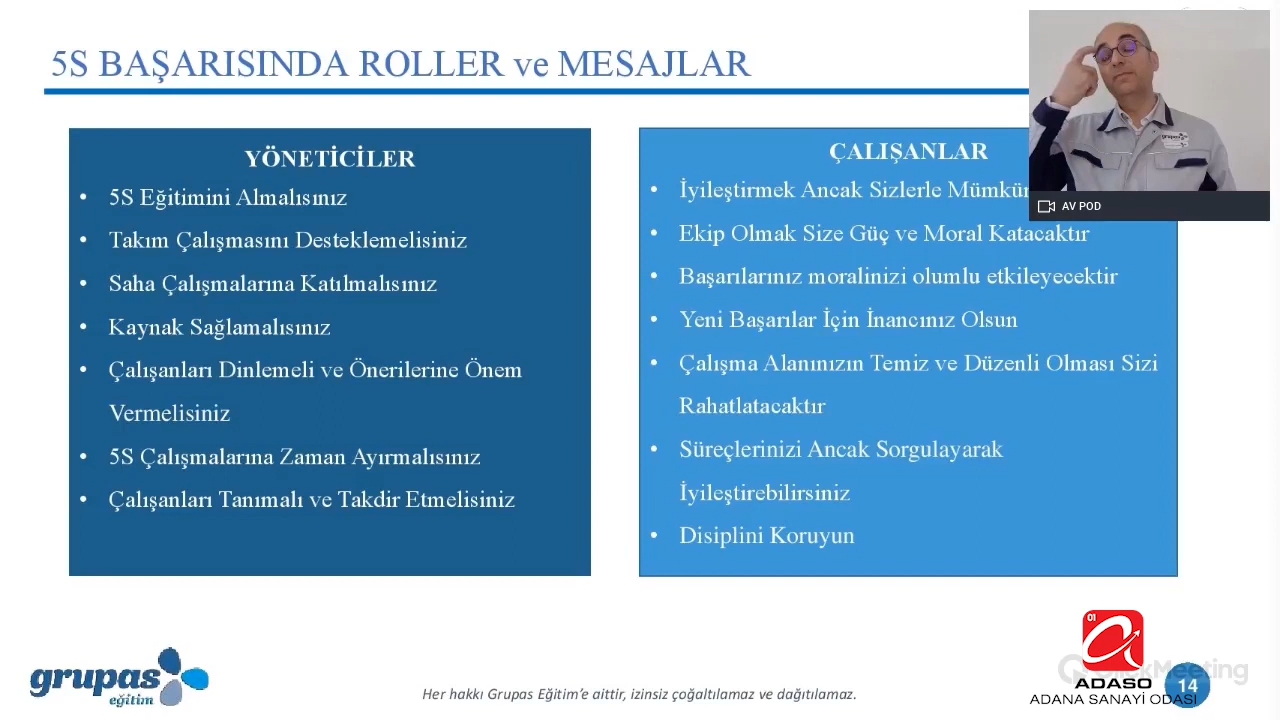 5S BAŞARISINDA ROLLER ve MESAJLAR
YÖNETİCİLER
• 5S Eğitimini Almalısınız
• Takım Çalışmasını Desteklemelisiniz
• Saha Çalışmalarına Katılmalısınız
• Kaynak Sağlamalısınız
• Çalışanları Dinlemeli ve Önerilerine Önem
Vermelisiniz
• 5S Çalışmalarına Zaman Ayırmalısınız
• Çalışanları Tanımalı ve Takdir Etmelisiniz
ÇALIŞANLAR
• İyileştirmek Ancak Sizlerle Mümkün
• Ekip Olmak Size Güç ve Moral Katacaktır
• Başarılarınız moralinizi olumlu etkileyecektir
• Yeni Başarılar İçin İnancınız Olsun
• Çalışma Alanınızın Temiz ve Düzenli Olması Sizi
Rahatlatacaktır
• Süreçlerinizi Ancak Sorgulayarak
İyileştirebilirsiniz
• Disiplini Koruyun
grupas
AV POD
grupas
eğitim
Her hakkı Grupas Eğitim’e aittir, izinsiz çoğaltılamaz ve dağıtılamaz.
01
ClickMeeting
ADASO
ADANA SANAYİ ODASI
14